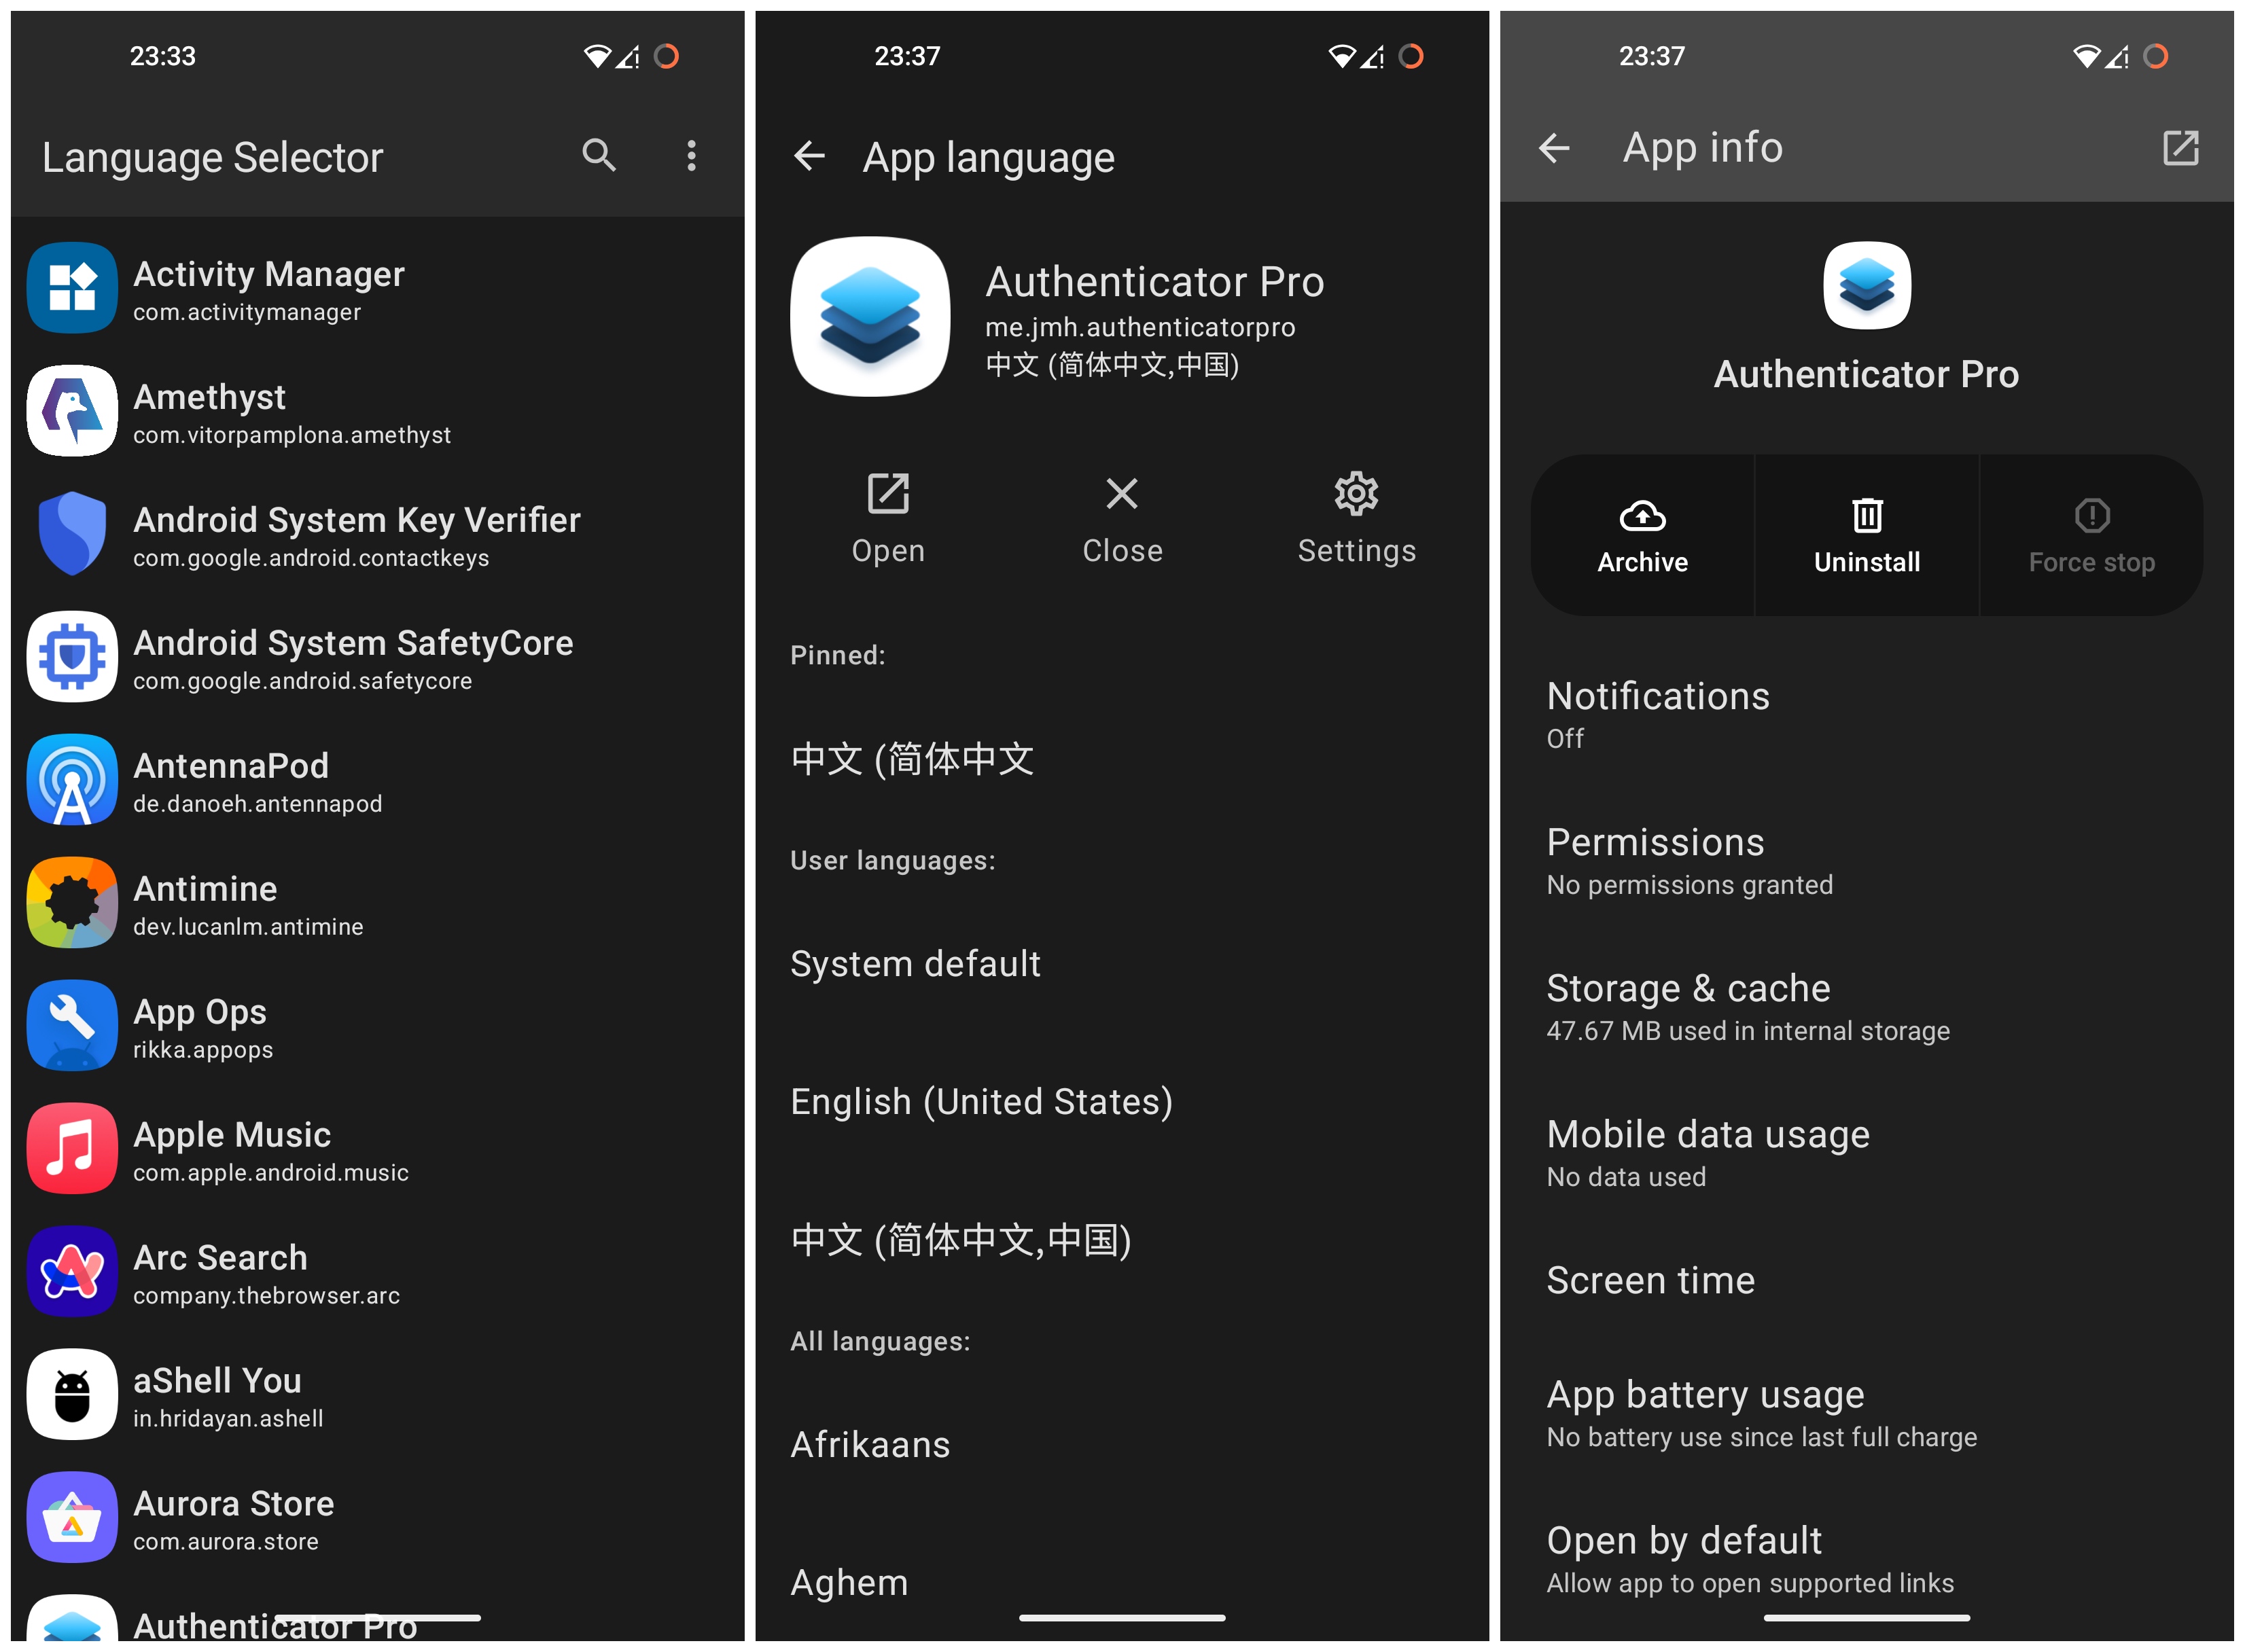 23:33
Language Selector
Activity Manager
com.activitymanager
Amethyst
com.vitorpamplona.amethyst
Android System Key Verifier
com.google.android.contactkeys
Android System SafetyCore
com.google.android.safetycore
AntennaPod
de.danoeh.antennapod
Antimine
dev.lucanlm.antimine
App Ops
rikka.appops
Apple Music
com.apple.android.music
Arc Search
company.thebrowser.arc
aShell You
in.hridayan.ashell
Aurora Store
com.aurora.store
Authenticator Pro
23:37
App language
Authenticator Pro
me.jmh.authenticatorpro
中文 (简体中文,中国)
Open
Close
Settings
Pinned:
中文 (简体中文
User languages:
System default
English (United States)
中文 (简体中文,中国)
All languages:
Afrikaans
Aghem
23:37
App info
Authenticator Pro
Archive
Uninstall
Force stop
Notifications
Off
Permissions
No permissions granted
Storage & cache
47.67 MB used in internal storage
Mobile data usage
No data used
Screen time
App battery usage
No battery use since last full charge
Open by default
Allow app to open supported links